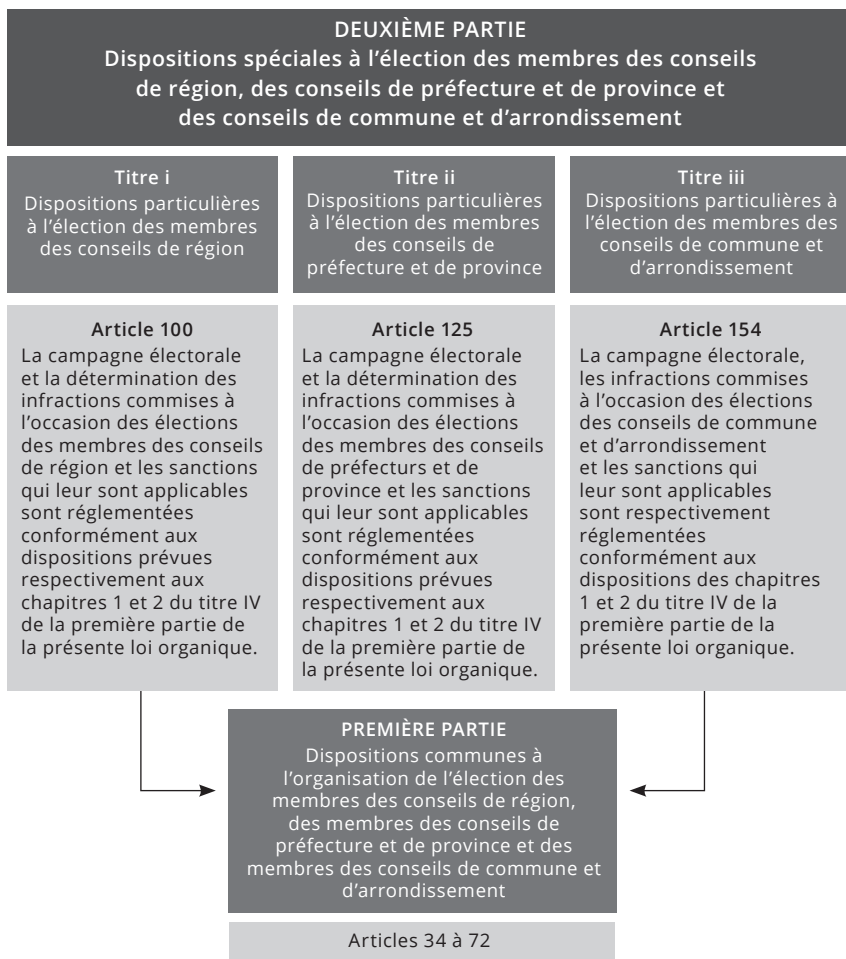 DEUXIÈME PARTIE
Dispositions spéciales à l’élection des membres des conseils
de région, des conseils de préfecture et de province et
des conseils de commune et d’arrondissement
Titre i
Dispositions particulières
à l’élection des membres
des conseils de région
Titre ii
Dispositions particulières
à l’élection des membres
des conseils de
préfecture et de province
Titre iii
Dispositions particulières à
l’élection des membres des
conseils de commune et
d’arrondissement
Article 100
La campagne électorale
et la détermination des
infractions commises à
l’occasion des élections
des membres des conseils
de région et les sanctions
qui leur sont applicables
sont réglementées
conformément aux
dispositions prévues
respectivement aux
chapitres 1 et 2 du titre IV
de la première partie de
la présente loi organique.
Article 125
La campagne électorale
et la détermination des
infractions commises à
l’occasion des élections
des membres des conseils
de préfecturs et de
province et les sanctions
qui leur sont applicables
sont réglementées
conformément aux
dispositions prévues
respectivement aux
chapitres 1 et 2 du titre IV
de la première partie de
la présente loi organique.
Article 154
La campagne électorale,
les infractions commises
à l’occasion des élections
des conseils de commune
et d’arrondissement
et les sanctions qui
leur sont applicables
sont respectivement
réglementées
conformément aux
dispositions des chapitres
1 et 2 du titre IV de la
première partie de la
présente loi organique.
PREMIÈRE PARTIE
Dispositions communes à
l’organisation de l’élection des
membres des conseils de région,
des membres des conseils de
préfecture et de province et des
membres des conseils de commune et
d’arrondissement
Articles 34 à 72